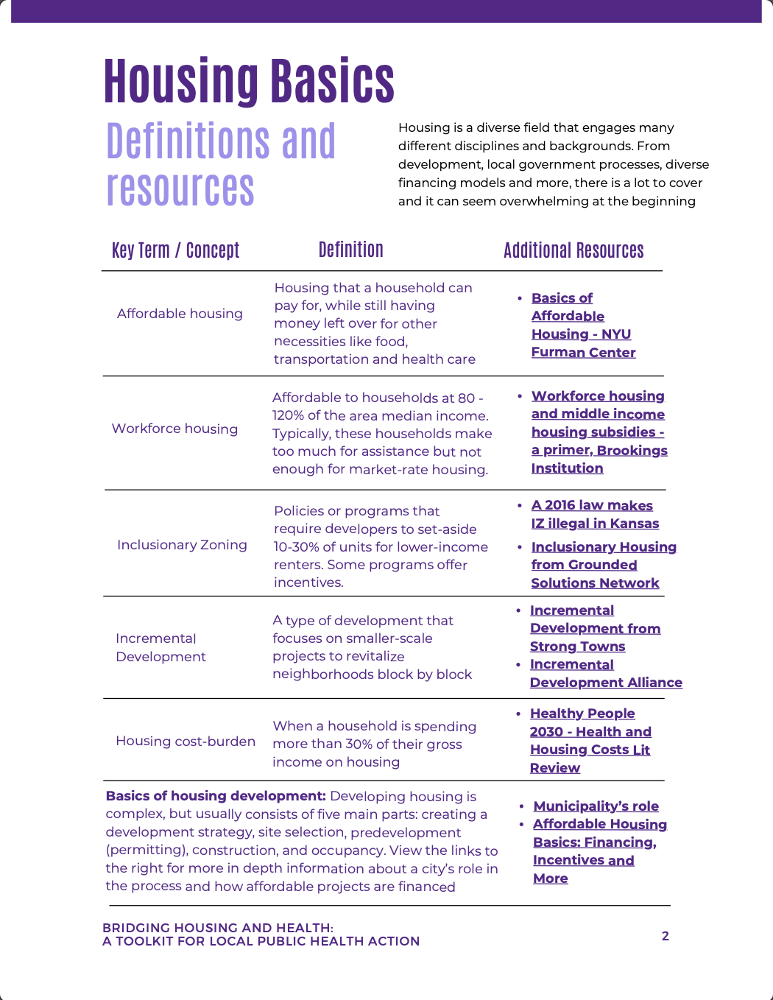 Housing Basics
Definitions and
resources
Housing is a diverse field that engages many
different disciplines and backgrounds. From
development, local government processes, diverse
financing models and more, there is a lot to cover
and it can seem overwhelming at the beginning
Key Term / Concept
Definition
Additional Resources
Affordable housing
Housing that a household can
pay for, while still having
money left over for other
necessities like food,
transportation and health care
• Basics of
Affordable
Housing - NYU
Furman Center
Workforce housing
Affordable to households at 80 -
120% of the area median income.
Typically, these households make
too much for assistance but not
enough for market-rate housing.
• Workforce housing
and middle income
housing subsidies -
a primer, Brookings
Institution
Inclusionary Zoning
Policies or programs that
require developers to set-aside
10-30% of units for lower-income
renters. Some programs offer
incentives.
• A 2016 law makes
IZ illegal in Kansas
• Inclusionary Housing
from Grounded
Solutions Network
Incremental
Development
A type of development that
focuses on smaller-scale
projects to revitalize
neighborhoods block by block
• Incremental
Development from
Strong Towns
• Incremental
Development Alliance
Housing cost-burden
When a household is spending
more than 30% of their gross
income on housing
• Healthy People
2030 - Health and
Housing Costs Lit
Review
Basics of housing development: Developing housing is
complex, but usually consists of five main parts: creating a
development strategy, site selection, predevelopment
(permitting), construction, and occupancy. View the links to
the right for more in depth information about a city's role in
the process and how affordable projects are financed
• Municipality's role
• Affordable Housing
Basics: Financing,
Incentives and
More
BRIDGING HOUSING AND HEALTH:
A TOOLKIT FOR LOCAL PUBLIC HEALTH ACTION
2